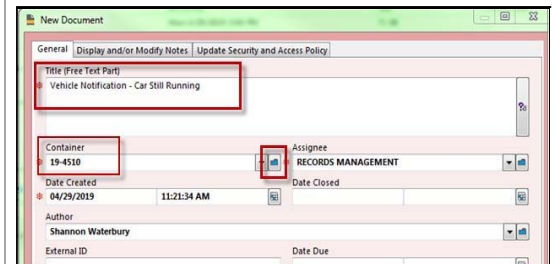 New Document
General Display and/or Modify Notes Update Security and Access Policy
Title (Free Text Part)
Vehicle Notification - Car Still Running
Container Assignee
19-4510 RECORDS MANAGEMENT
Date Created Date Closed
04/29/2019 11:21:34 AM
Author
Shannon Waterbury
External ID Date Due